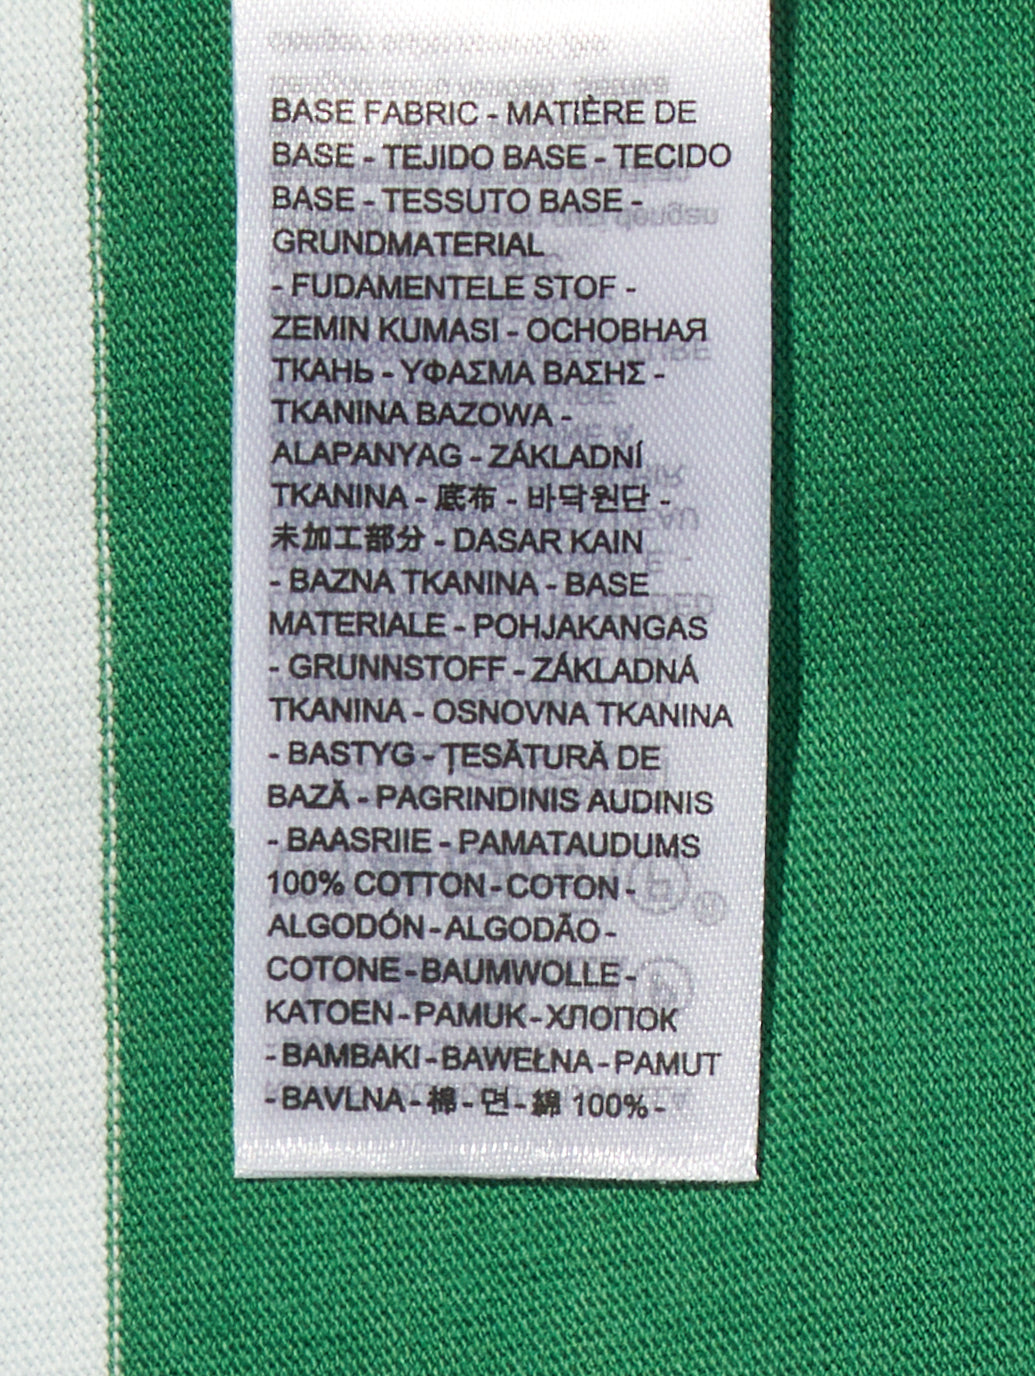 BASE FABRIC - MATIÈRE DE
BASE - TEJIDO BASE - TECIDO
BASE - TESSUTO BASE -
GRUNDMATERIAL
- FUDAMENTELE STOF -
ZEMIN KUMASI - ОСНОВНАЯ
ТКАНЬ - ΥΦΑΣΜΑ ΒΑΣΗΣ -
TKANINA BAZOWA -
ALAPANYAG - ZÁKLADNÍ
TKANINA - 底布 - 바닥원단 -
未加工部分 - DASAR KAIN
- BAZNA TKANINA - BASE
MATERIALE - POHJAKANGAS
- GRUNNSTOFF - ZÁKLADNÁ
TKANINA - OSNOVNA TKANINA
- BASTYG - ȚESĂTURĂ DE
BAZĂ - PAGRINDINIS AUDINIS
- BAASRIIE - PAMATAUDUMS
100% COTTON - COTON -
ALGODÓN - ALGODÃO -
COTONE - BAUMWOLLE -
KATOEN - PAMUK - ХЛОПОК
- ΒΑΜΒΑΚΙ - BAWEŁNA - PAMUT
- BAVLNA - 棉 - 면 - 綿 100% -